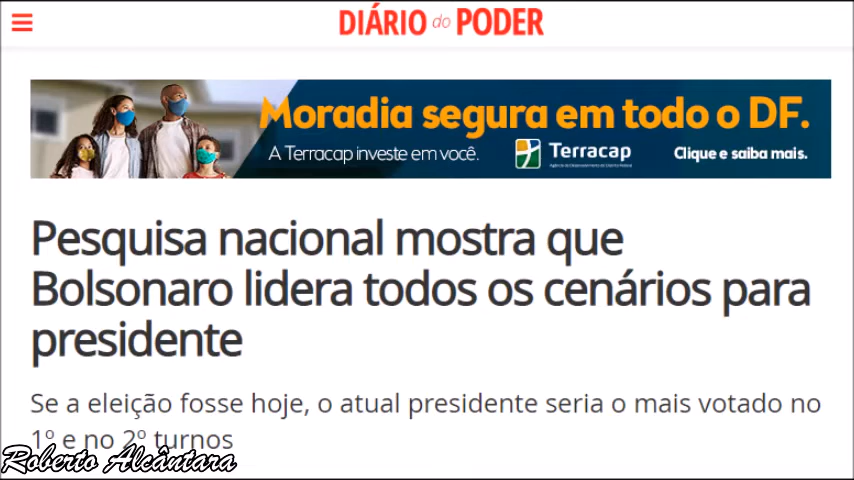 DIÁRIO do PODER
Moradia segura em todo o DF.
A Terracap investe em você.
Terracap
Clique e saiba mais.
Pesquisa nacional mostra que
Bolsonaro lidera todos os cenários para
presidente
Se a eleição fosse hoje, o atual presidente seria o mais votado no
1º e no 2º turnos
Roberto Alcântara